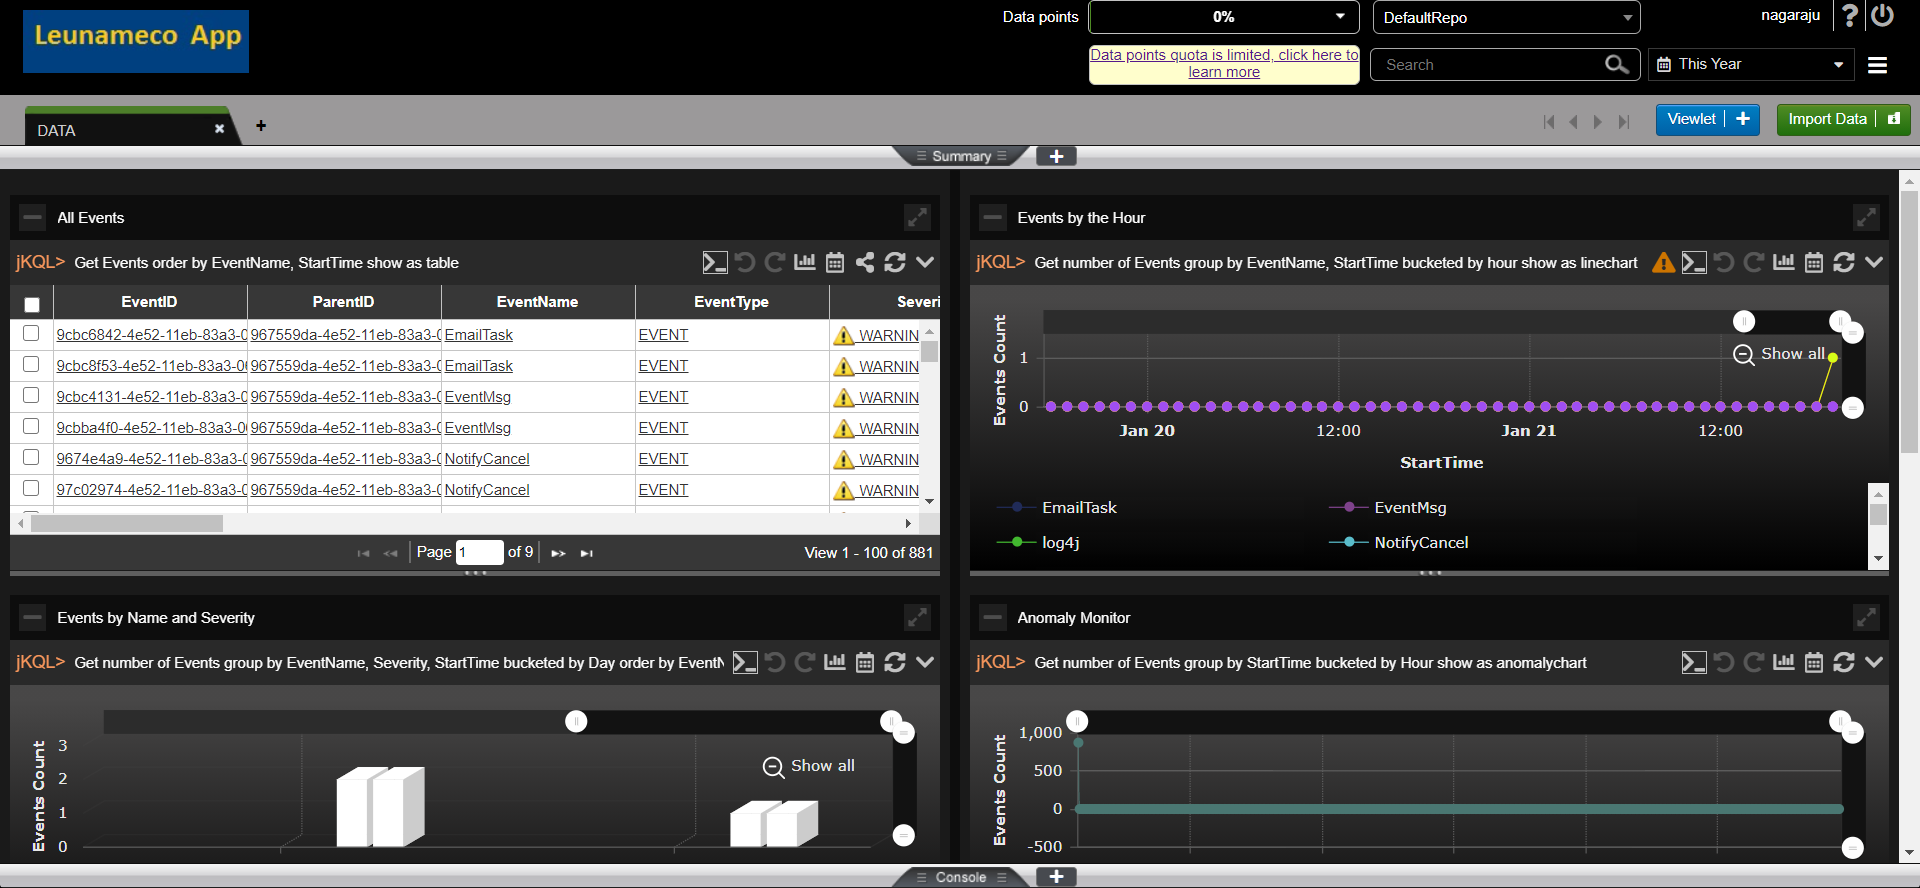 Leunameco App
Data points
0%
DefaultRepo
nagaraju
?
Data points quota is limited, click here to
learn more
Search
This Year
DATA
Viewlet
Import Data
Summary
All Events
jKQL> Get Events order by EventName, StartTime show as table
EventID ParentID EventName EventType Severi
9cbc6842-4e52-11eb-83a3-0 967559da-4e52-11eb-83a3-0 EmailTask EVENT WARNIN
9cbc8f53-4e52-11eb-83a3-0 967559da-4e52-11eb-83a3-0 EmailTask EVENT WARNIN
9cbc4131-4e52-11eb-83a3-0 967559da-4e52-11eb-83a3-0 EventMsg EVENT WARNIN
9cbba4f0-4e52-11eb-83a3-0 967559da-4e52-11eb-83a3-0 EventMsg EVENT WARNIN
9674e4a9-4e52-11eb-83a3-0 967559da-4e52-11eb-83a3-0 NotifyCancel EVENT WARNIN
97c02974-4e52-11eb-83a3-0 967559da-4e52-11eb-83a3-0 NotifyCancel EVENT WARNIN
Page 1 of 9
View 1 - 100 of 881
Events by the Hour
jKQL> Get number of Events group by EventName, StartTime bucketed by hour show as linechart
Events Count
1
0
Show all
Jan 20 12:00 Jan 21 12:00
StartTime
EmailTask EventMsg
log4j NotifyCancel
Events by Name and Severity
jKQL> Get number of Events group by EventName, Severity, StartTime bucketed by Day order by EventN
Events Count
3
2
1
0
Show all
Anomaly Monitor
jKQL> Get number of Events group by StartTime bucketed by Hour show as anomalychart
Events Count
1,000
500
0
-500
Console